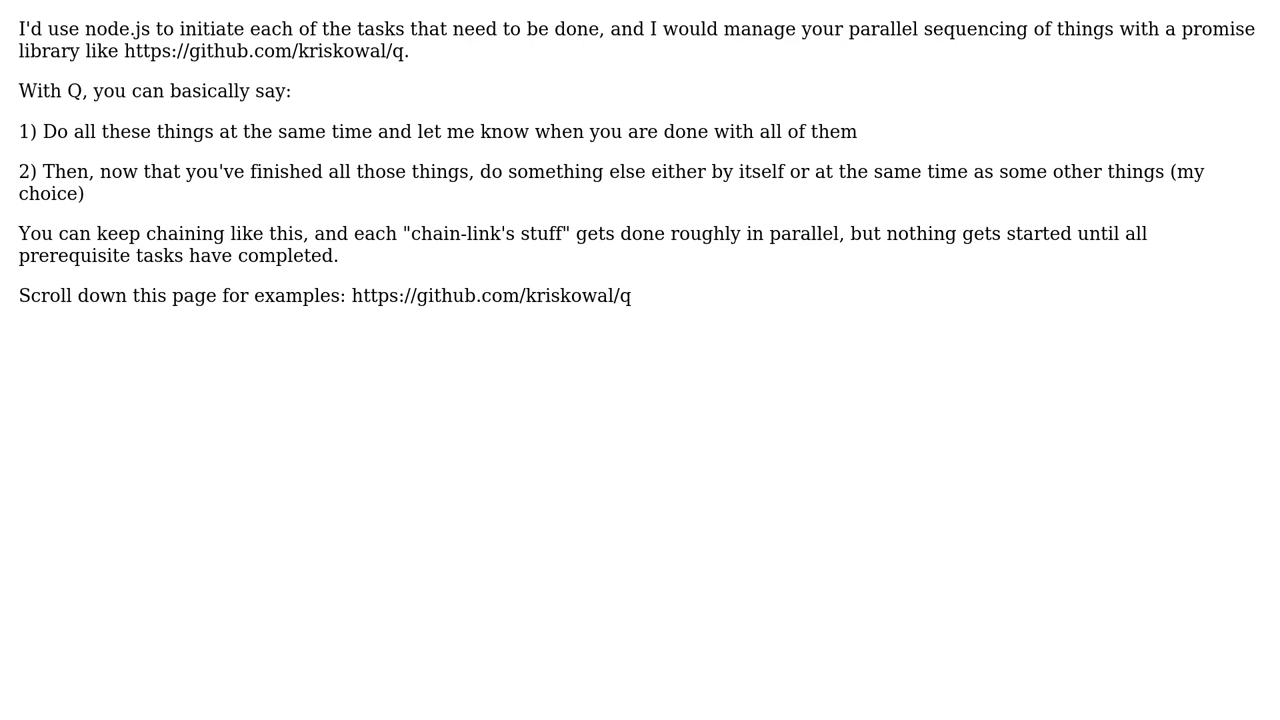 I'd use node.js to initiate each of the tasks that need to be done, and I would manage your parallel sequencing of things with a promise
library like https://github.com/kriskowal/q.
With Q, you can basically say:
1) Do all these things at the same time and let me know when you are done with all of them
2) Then, now that you've finished all those things, do something else either by itself or at the same time as some other things (my
choice)
You can keep chaining like this, and each "chain-link's stuff" gets done roughly in parallel, but nothing gets started until all
prerequisite tasks have completed.
Scroll down this page for examples: https://github.com/kriskowal/q